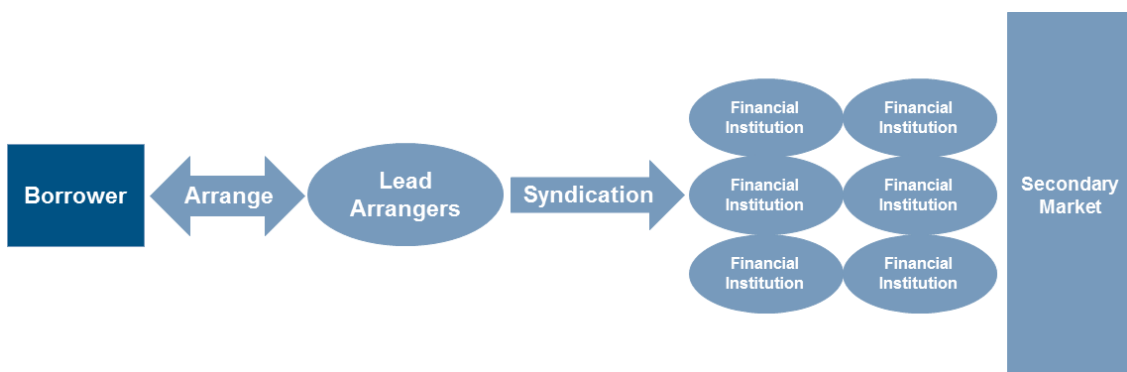 Borrower
Arrange
Lead
Arrangers
Syndication
Financial
Institution
Financial
Institution
Financial
Institution
Financial
Institution
Financial
Institution
Financial
Institution
Secondary
Market